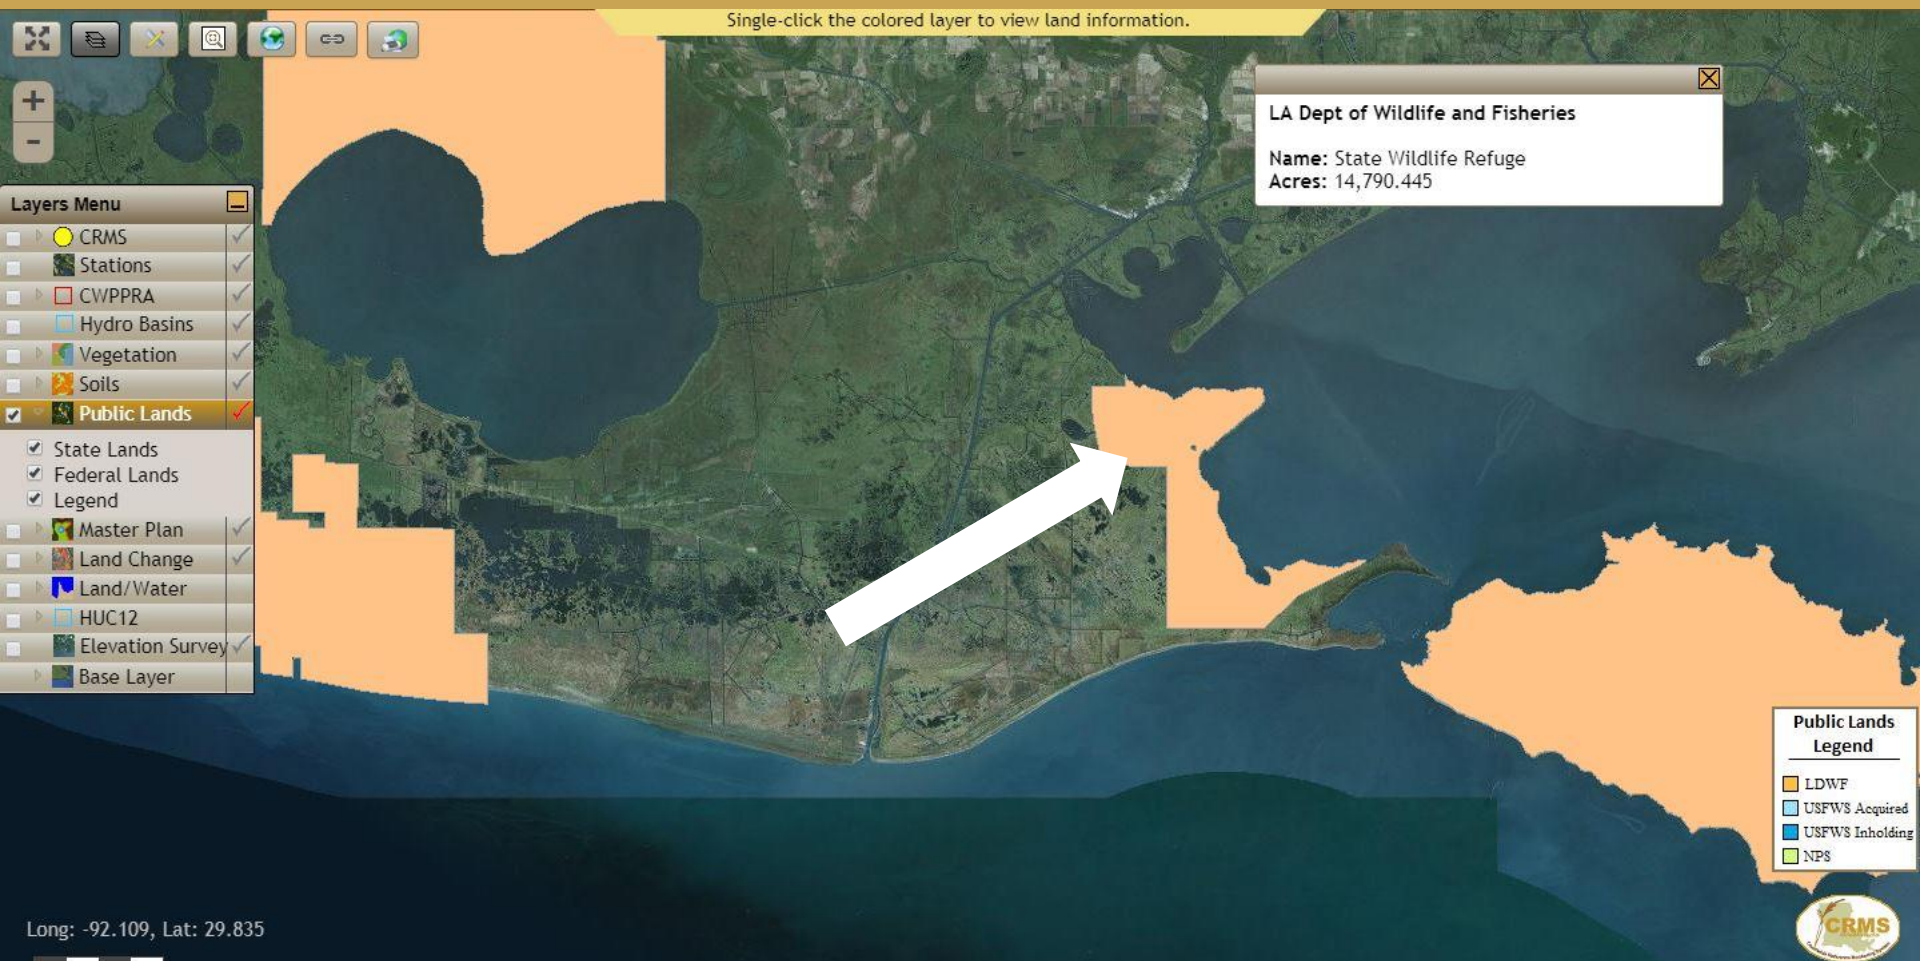 Single-click the colored layer to view land information.
+
-
LA Dept of Wildlife and Fisheries
Name: State Wildlife Refuge
Acres: 14,790.445
Layers Menu
CRMS
Stations
CWPPRA
Hydro Basins
Vegetation
Soils
Public Lands
State Lands
Federal Lands
Legend
Master Plan
Land Change
Land/Water
HUC12
Elevation Survey
Base Layer
Public Lands
Legend
LDWF
USFWS Acquired
USFWS Inholding
NPS
Long: -92.109, Lat: 29.835
CRMS